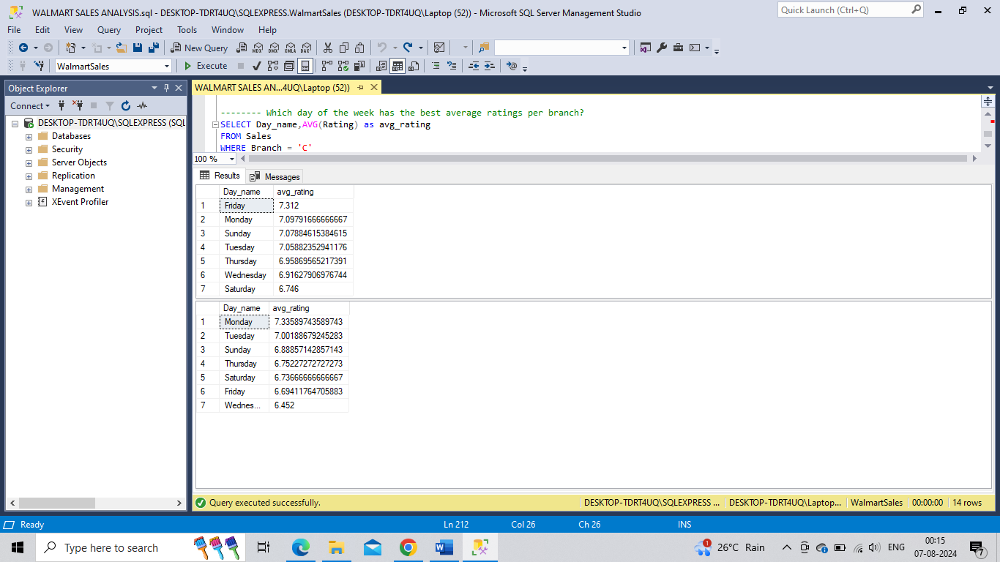 WALMART SALES ANALYSIS.sql - DESKTOP-TDRT4UQ\SQLEXPRESS.WalmartSales (DESKTOP-TDRT4UQ\Laptop (52)) - Microsoft SQL Server Management Studio
Quick Launch (Ctrl+Q)
File Edit View Query Project Tools Window Help
New Query MDX DMX XMLA DAX
WalmartSales Execute
Object Explorer
WALMART SALES AN...4UQ\Laptop (52))
Connect
DESKTOP-TDRT4UQ\SQLEXPRESS (SQL
Databases
Security
Server Objects
Replication
Management
XEvent Profiler
-------- Which day of the week has the best average ratings per branch?
SELECT Day_name,AVG(Rating) as avg_rating
FROM Sales
WHERE Branch = 'C'
100 %
Results Messages
Day_name avg_rating
1 Friday 7.312
2 Monday 7.09791666666667
3 Sunday 7.07884615384615
4 Tuesday 7.05882352941176
5 Thursday 6.95869565217391
6 Wednesday 6.91627906976744
7 Saturday 6.746
Day_name avg_rating
1 Monday 7.33589743589743
2 Tuesday 7.00188679245283
3 Sunday 6.88857142857143
4 Thursday 6.75227272727273
5 Saturday 6.73666666666667
6 Friday 6.69411764705883
7 Wednes... 6.452
Query executed successfully. DESKTOP-TDRT4UQ\SQLEXPRESS ... DESKTOP-TDRT4UQ\Laptop... WalmartSales 00:00:00 14 rows
Ready Ln 212 Col 26 Ch 26 INS
Type here to search
1 26°C Rain ENG 00:15
07-08-2024 7